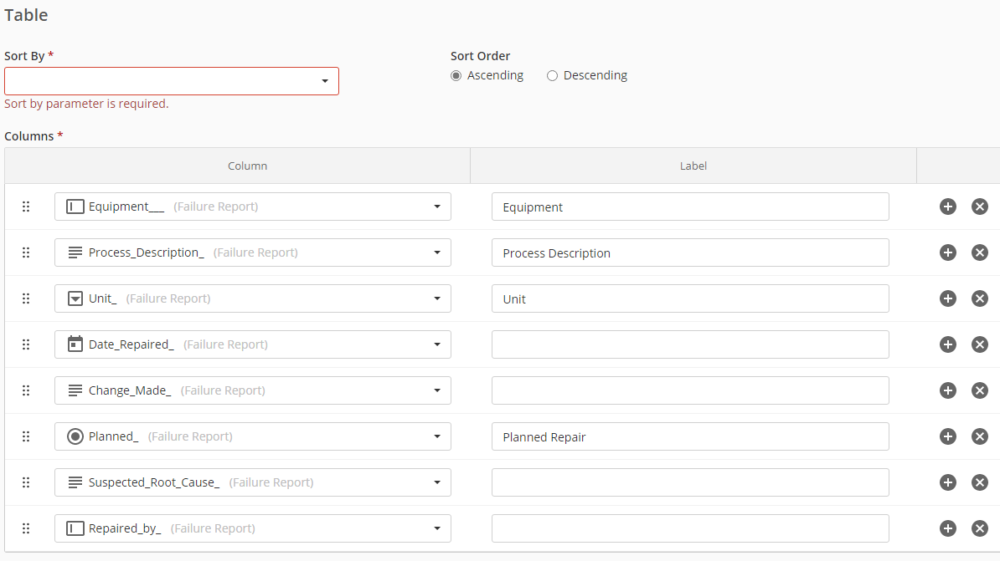 Table
Sort By * Sort Order
Ascending Descending
Sort by parameter is required.
Columns *
Column Label
Equipment___ (Failure Report) Equipment
Process_Description_ (Failure Report) Process Description
Unit_ (Failure Report) Unit
Date_Repaired_ (Failure Report)
Change_Made_ (Failure Report)
Planned_ (Failure Report) Planned Repair
Suspected_Root_Cause_ (Failure Report)
Repaired_by_ (Failure Report)